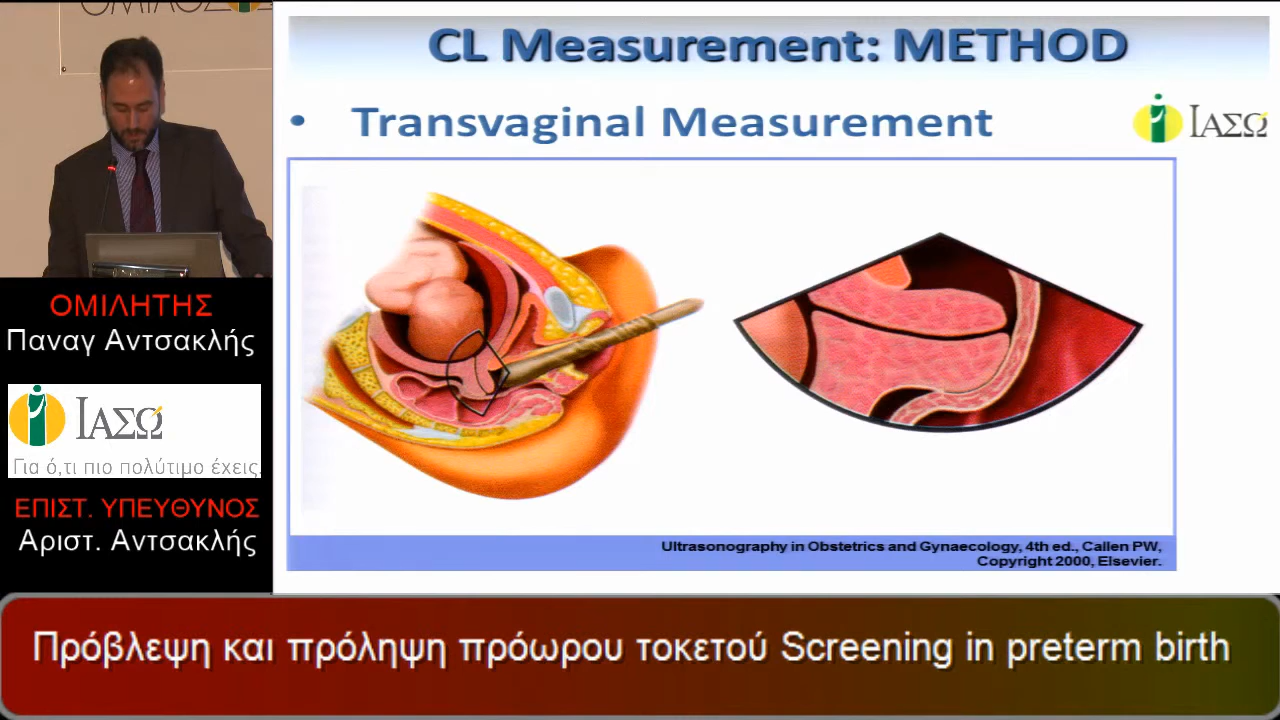 ΟΜΙΛΟΣ
CL Measurement: METHOD
• Transvaginal Measurement
ΙΑΣΩ
ΟΜΙΛΗΤΗΣ
Παναγ Αντσακλής
ΙΑΣΩ
Για ό,τι πιο πολύτιμο έχεις.
ΕΠΙΣΤ. ΥΠΕΥΘΥΝΟΣ
Αριστ. Αντσακλής
Ultrasonography in Obstetrics and Gynaecology, 4th ed., Callen PW,
Copyright 2000, Elsevier.
Πρόβλεψη και πρόληψη πρόωρου τοκετού Screening in preterm birth